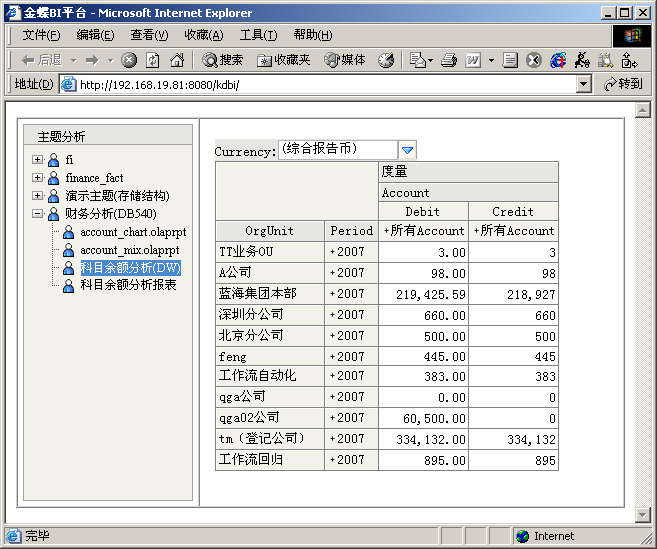 金蝶BI平台 - Microsoft Internet Explorer
文件(F) 编辑(E) 查看(V) 收藏(A) 工具(T) 帮助(H)
后退 搜索 收藏夹 媒体
地址(D) http://192.168.19.81:8080/kdbi/ 转到
主题分析
fi
finance_fact
演示主题(存储结构)
财务分析(DB540)
account_chart.olaprpt
account_mix.olaprpt
科目余额分析(DW)
科目余额分析报表
Currency: (综合报告币)
度量
Account
Debit Credit
OrgUnit Period +所有Account +所有Account
TT业务OU +2007 3.00 3
A公司 +2007 98.00 98
蓝海集团本部 +2007 219,425.59 218,927
深圳分公司 +2007 660.00 660
北京分公司 +2007 500.00 500
feng +2007 445.00 445
工作流自动化 +2007 383.00 383
qga公司 +2007 0.00 0
qga02公司 +2007 60,500.00 0
tm（登记公司） +2007 334,132.00 334,132
工作流回归 +2007 895.00 895
完毕 Internet